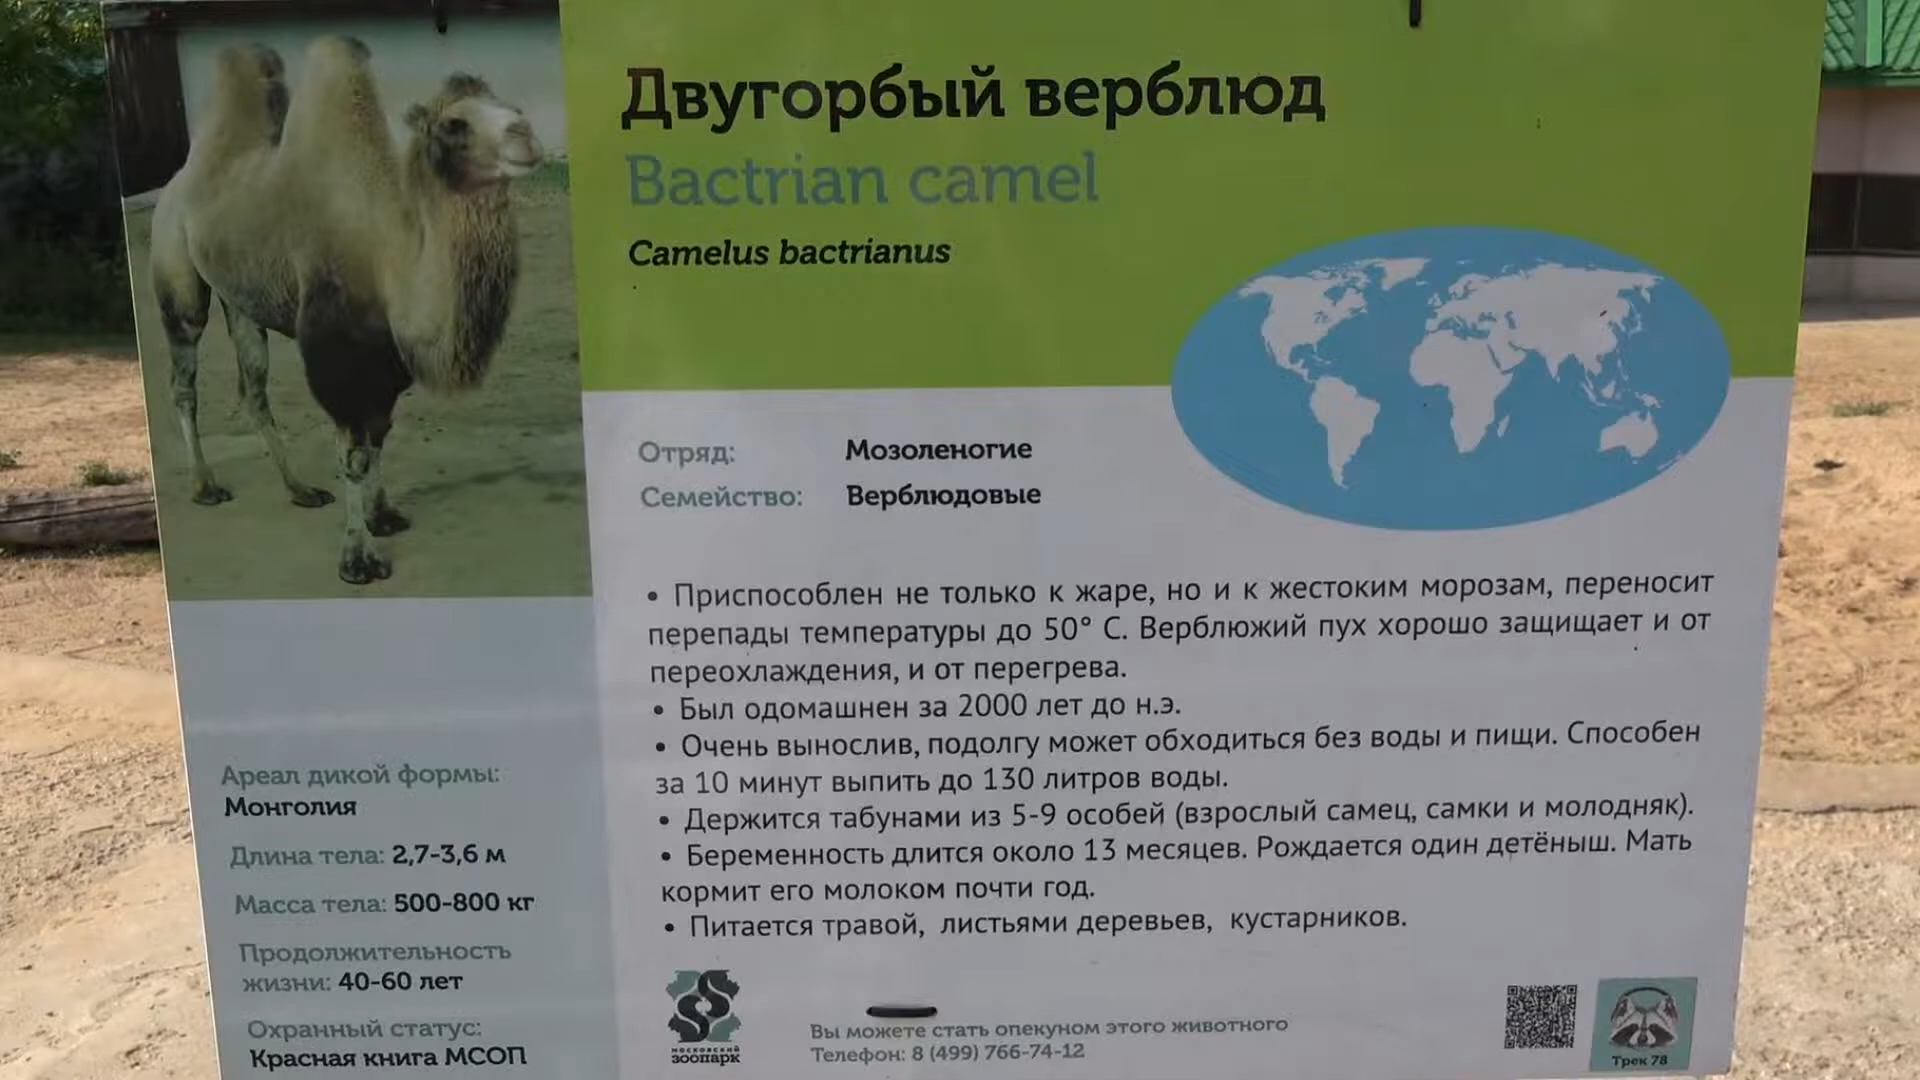 Двугорбый верблюд
Bactrian camel
Camelus bactrianus
Отряд: Мозоленогие
Семейство: Верблюдовые
• Приспособлен не только к жаре, но и к жестоким морозам, переносит
перепады температуры до 50° С. Верблюжий пух хорошо защищает и от
переохлаждения, и от перегрева.
• Был одомашнен за 2000 лет до н.э.
• Очень вынослив, подолгу может обходиться без воды и пищи. Способен
за 10 минут выпить до 130 литров воды.
• Держится табунами из 5-9 особей (взрослый самец, самки и молодняк).
• Беременность длится около 13 месяцев. Рождается один детёныш. Мать
кормит его молоком почти год.
• Питается травой, листьями деревьев, кустарников.
Ареал дикой формы:
Монголия
Длина тела: 2,7-3,6 м
Масса тела: 500-800 кг
Продолжительность
жизни: 40-60 лет
Охранный статус:
Красная книга МСОП
московский
зоопарк
Вы можете стать опекуном этого животного
Телефон: 8 (499) 766-74-12
Трек 78